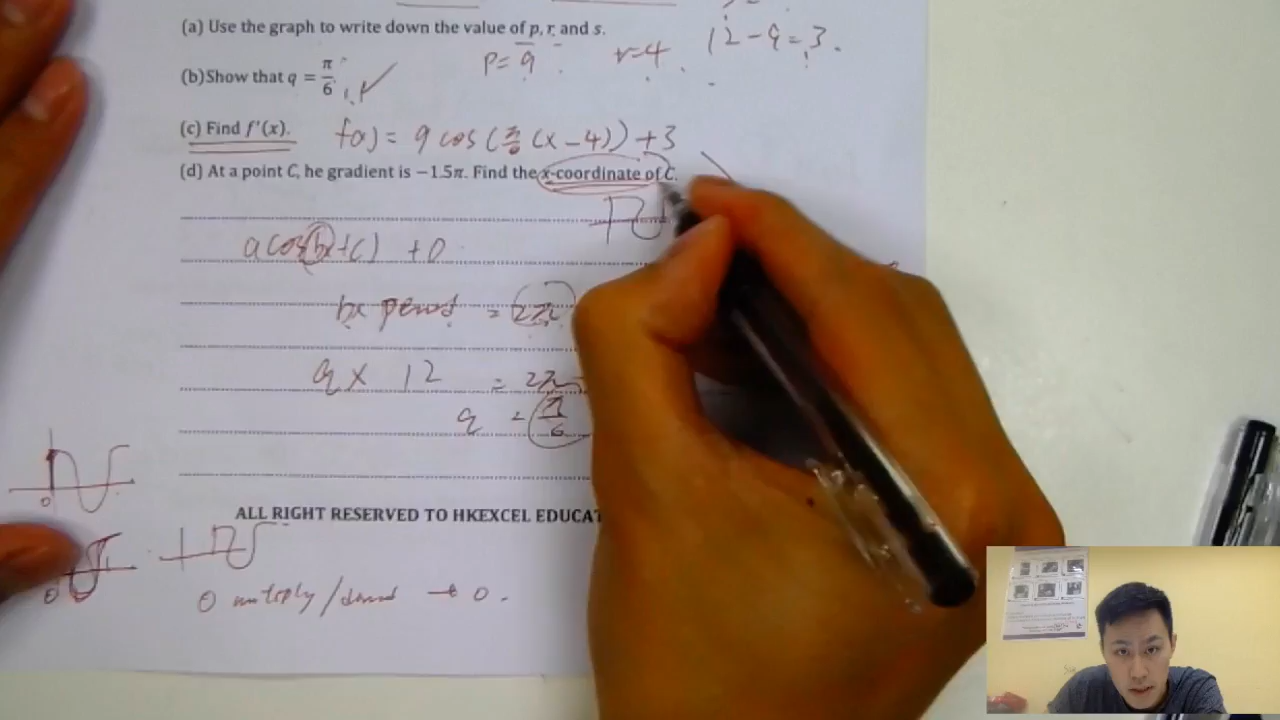 (a) Use the graph to write down the value of p, r and s.
12 - 9 = 3.
p = 9
r = 4
(b)Show that q = π/6
(c) Find f'(x).
f(x) = 9 cos (π/6 (x - 4)) + 3
(d) At a point C, he gradient is −1.5π. Find the x-coordinate of C.
a cos(bx + c) + D
bx period = 2π
q x 12 = 2π
q = π/6
ALL RIGHT RESERVED TO HKEXCEL EDUCAT
0
0
0